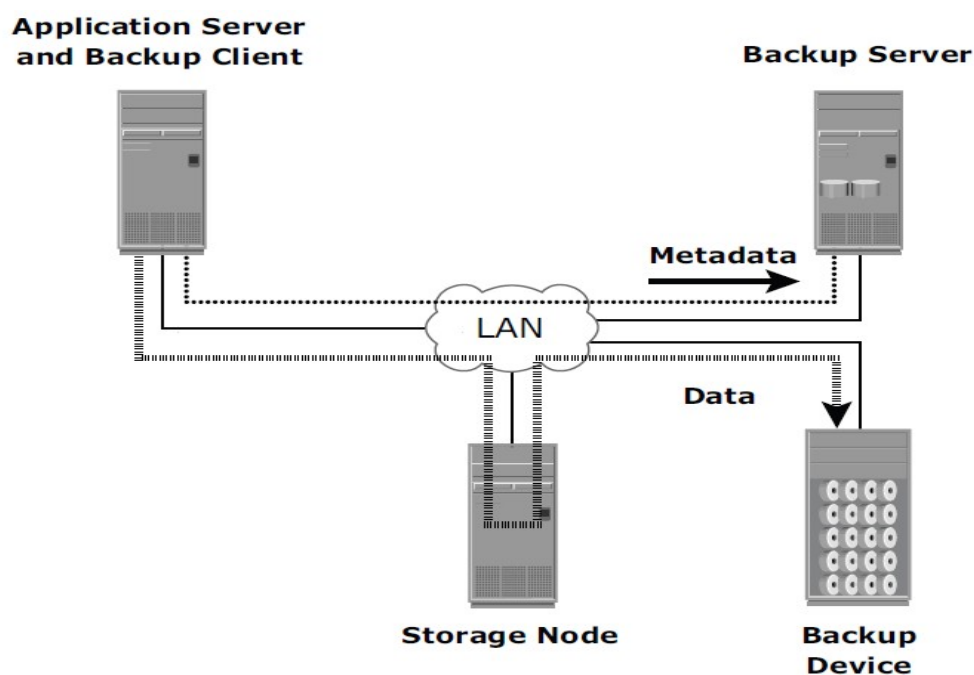 Application Server
and Backup Client
Backup Server
Metadata
LAN
Data
Storage Node
Backup
Device